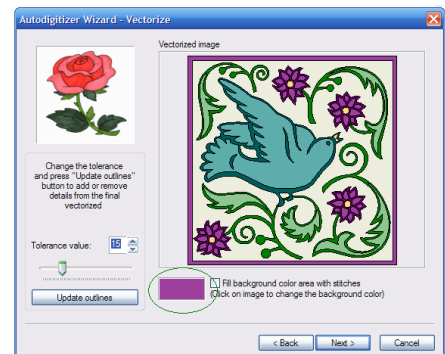 Autodigitizer Wizard - Vectorize
Vectorized image
Change the tolerance
and press "Update outlines"
button to add or remove
details from the final
vectorized
Tolerance value: 15
Update outlines
Fill background color area with stitches
(Click on image to change the background color)
< Back Next > Cancel